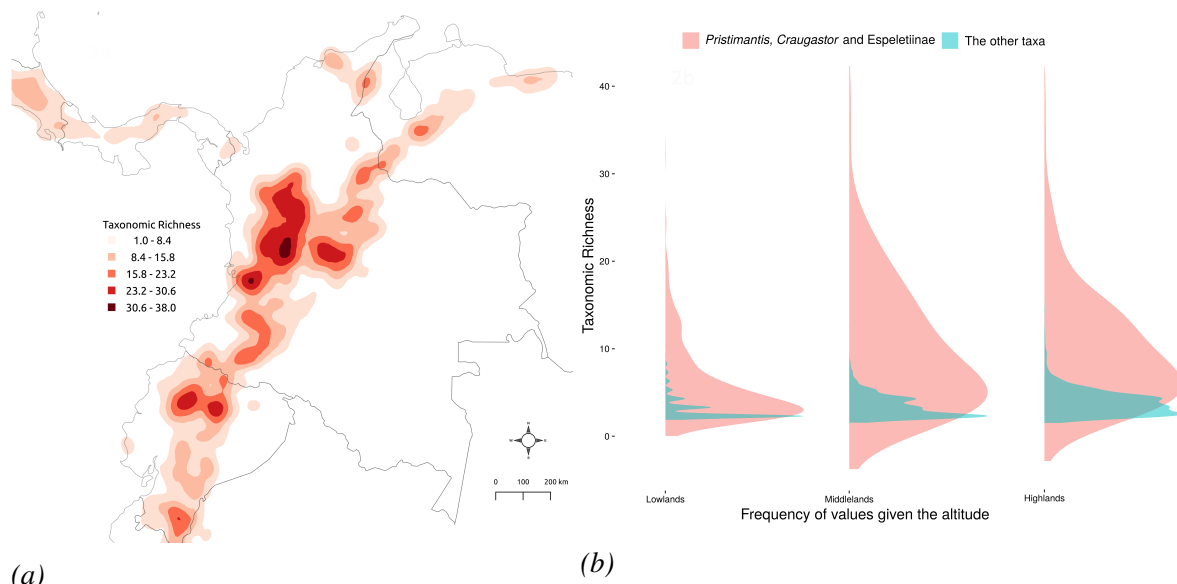 Taxonomic Richness
1.0 - 8.4
8.4 - 15.8
15.8 - 23.2
23.2 - 30.6
30.6 - 38.0
N
W E
S
0 100 200 km
(a)
Pristimantis, Craugastor and Espeletiinae The other taxa
2b
Taxonomic Richness
40
30
20
10
0
Lowlands Middlelands Highlands
Frequency of values given the altitude
(b)